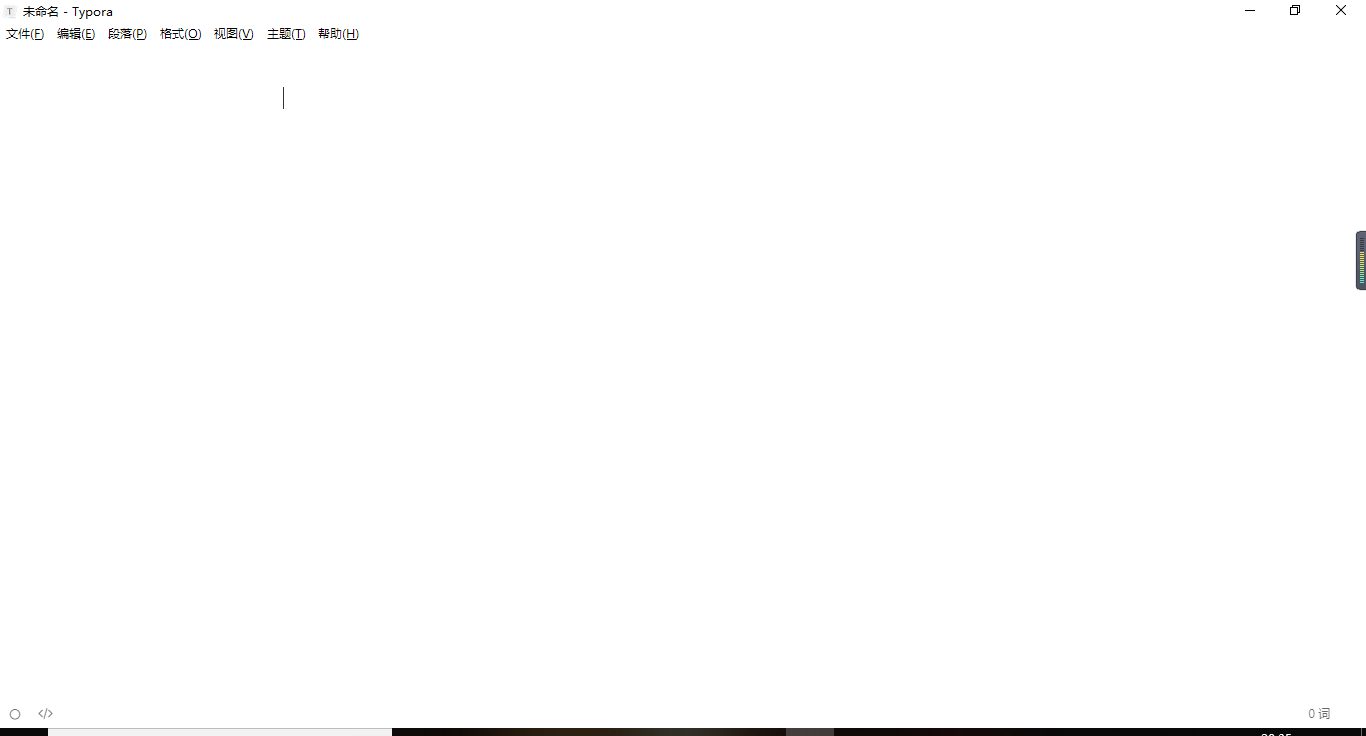 T 未命名 - Typora
文件(F) 编辑(E) 段落(P) 格式(O) 视图(V) 主题(T) 帮助(H)
</> 0 词